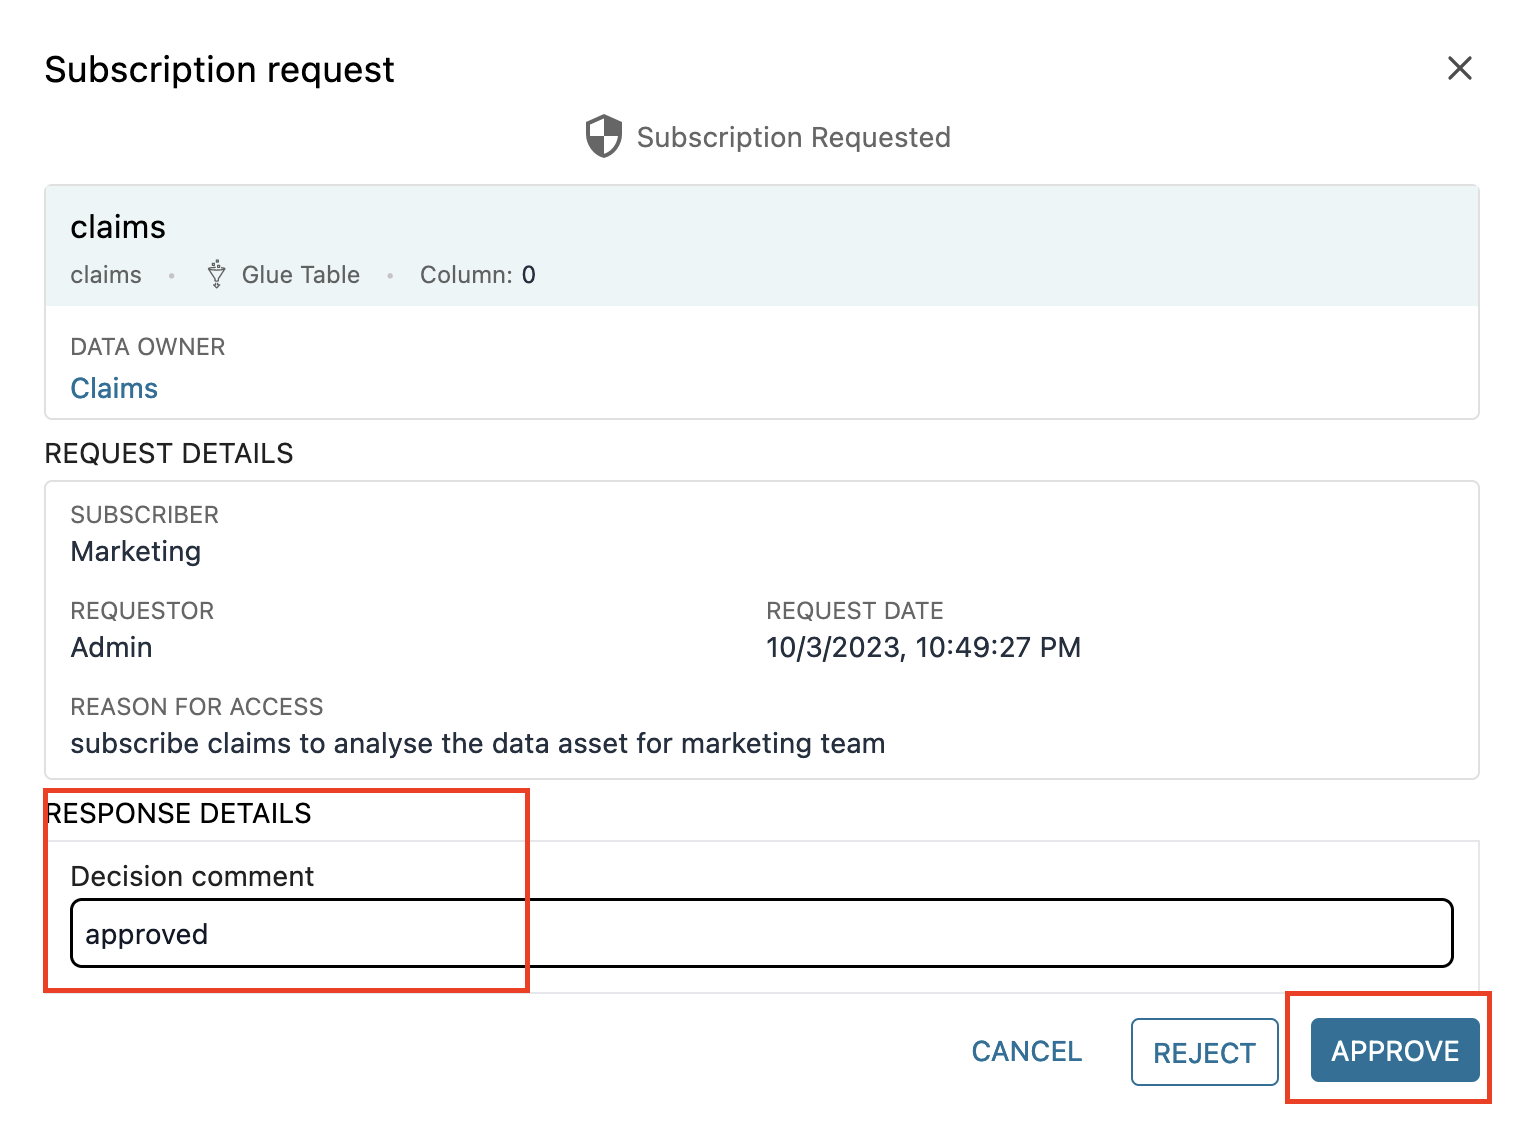 Subscription request
Subscription Requested
claims
claims • Glue Table • Column: 0
DATA OWNER
Claims
REQUEST DETAILS
SUBSCRIBER
Marketing
REQUESTOR
Admin
REQUEST DATE
10/3/2023, 10:49:27 PM
REASON FOR ACCESS
subscribe claims to analyse the data asset for marketing team
RESPONSE DETAILS
Decision comment
approved
CANCEL
REJECT
APPROVE